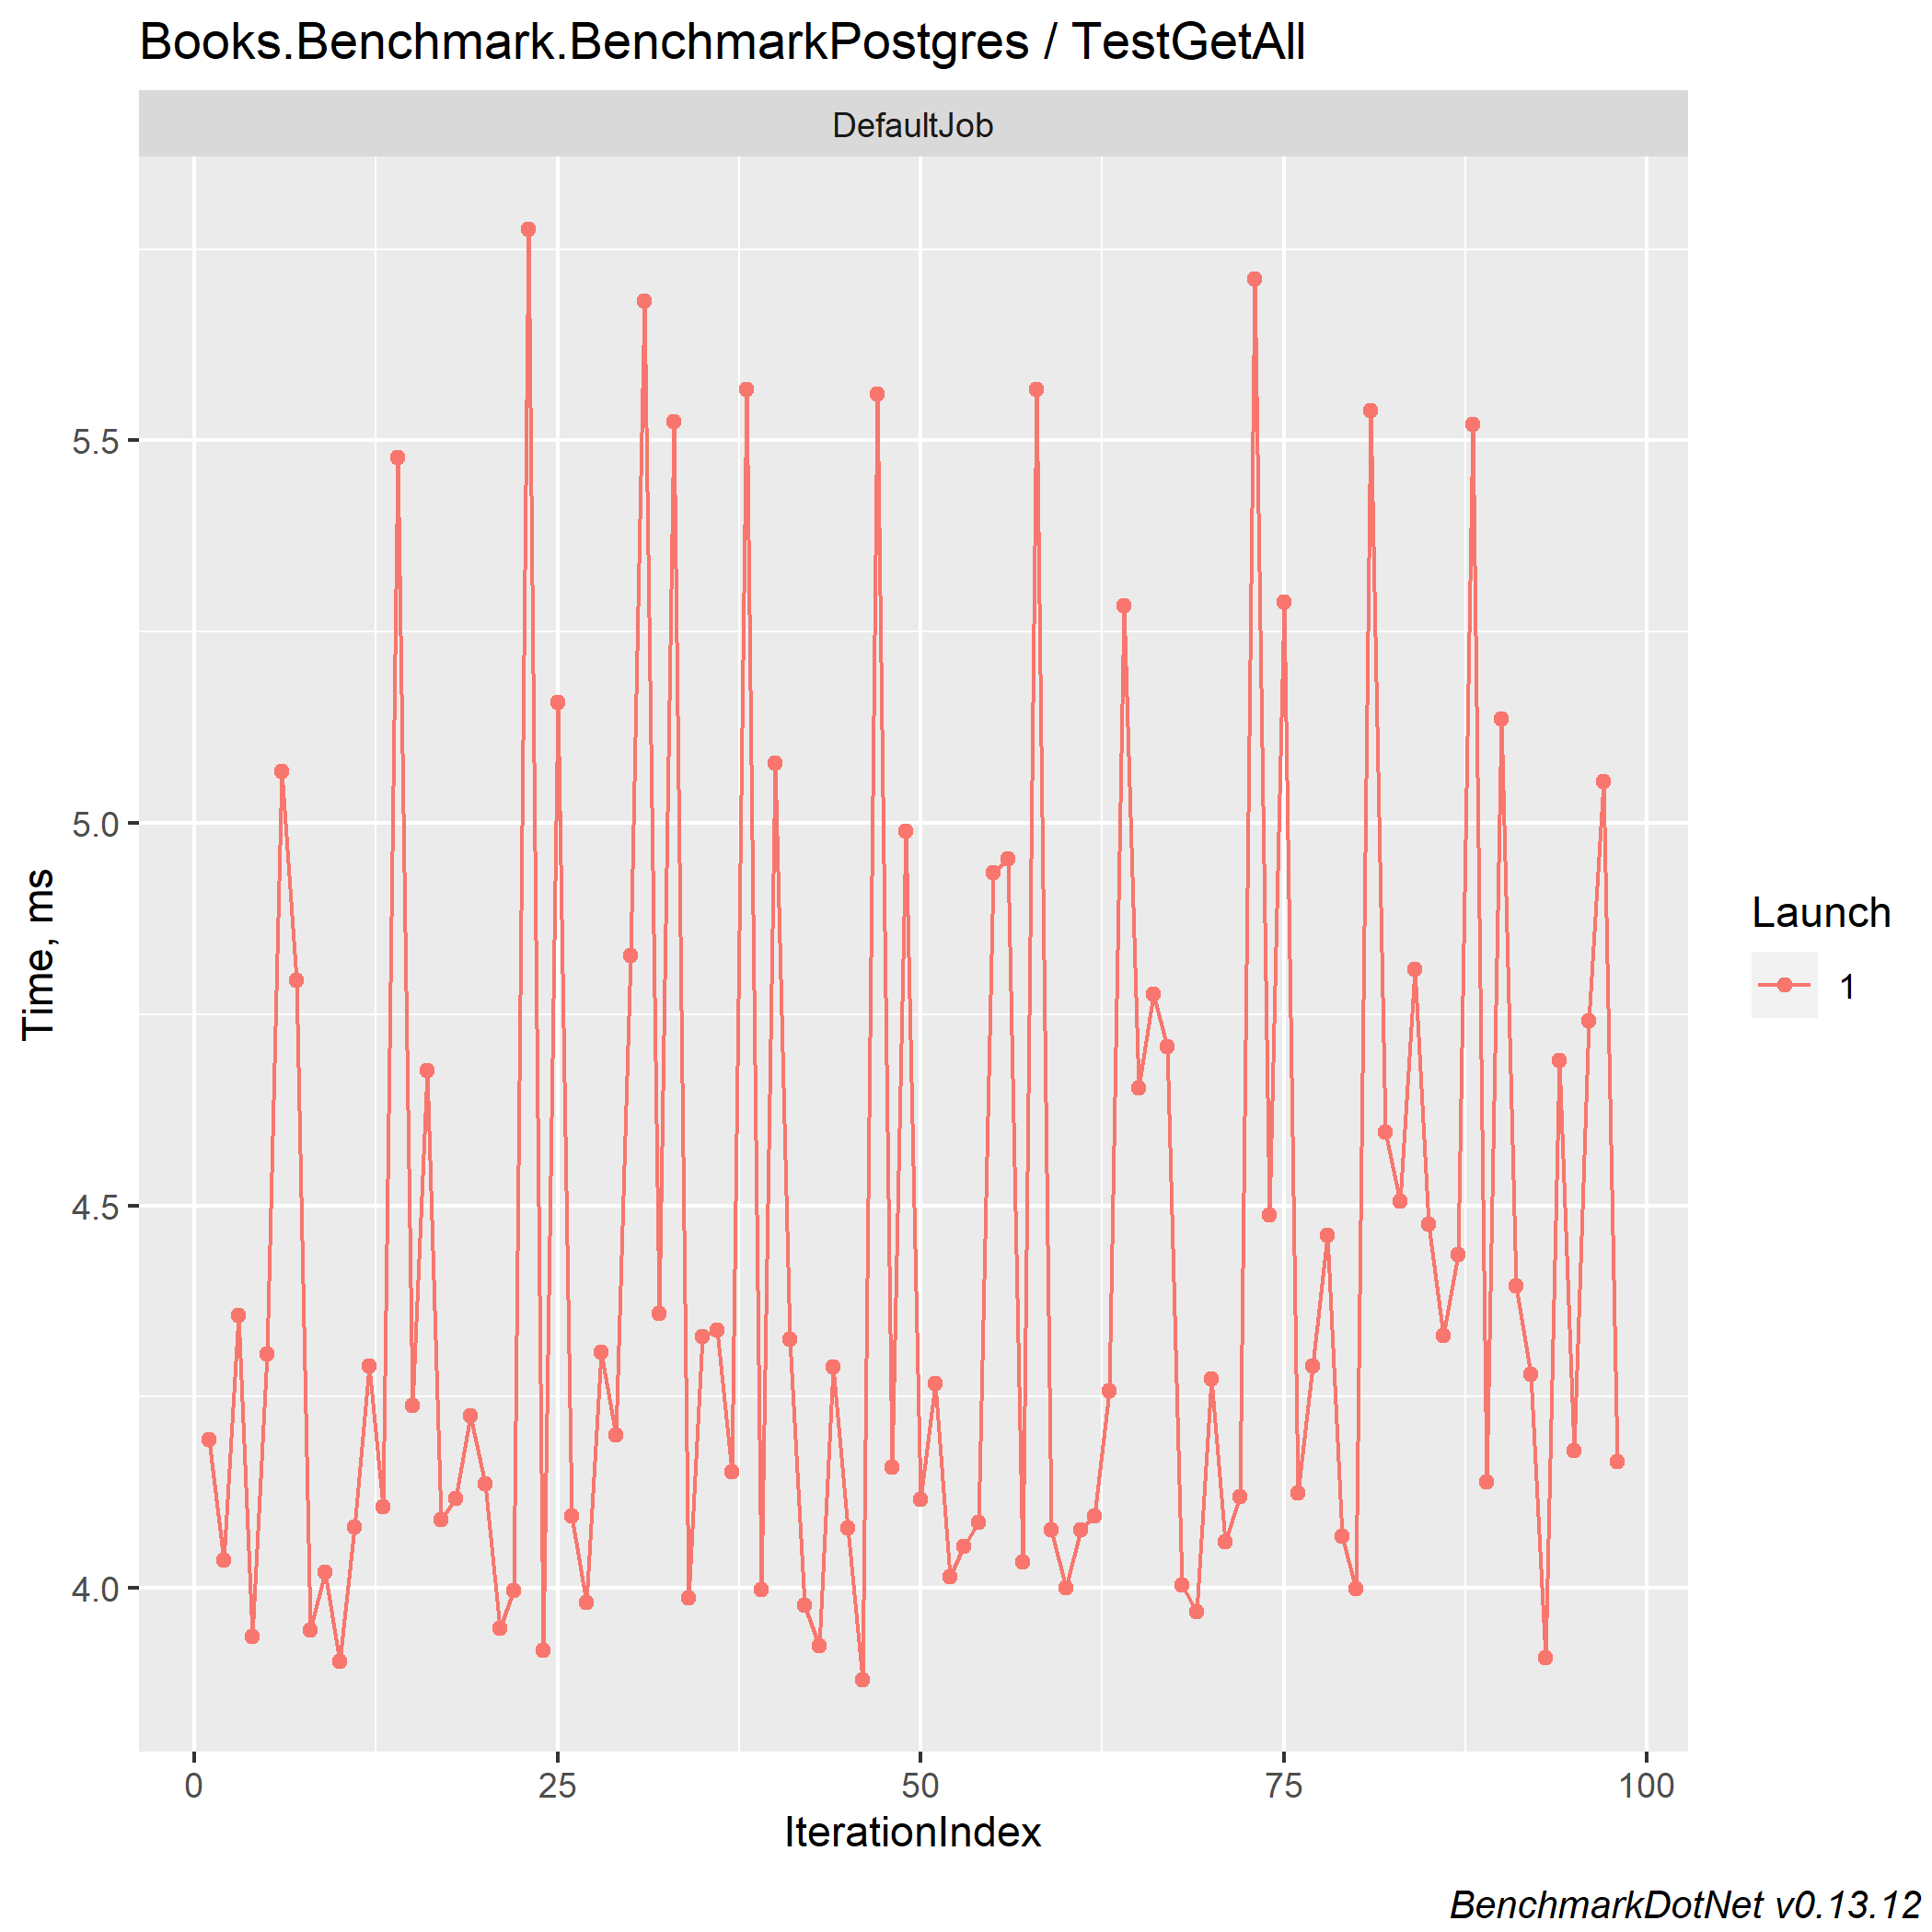 Books.Benchmark.BenchmarkPostgres / TestGetAll
DefaultJob
5.5
5.0
4.5
4.0
Time, ms
0 25 50 75 100
IterationIndex
Launch
1
BenchmarkDotNet v0.13.12